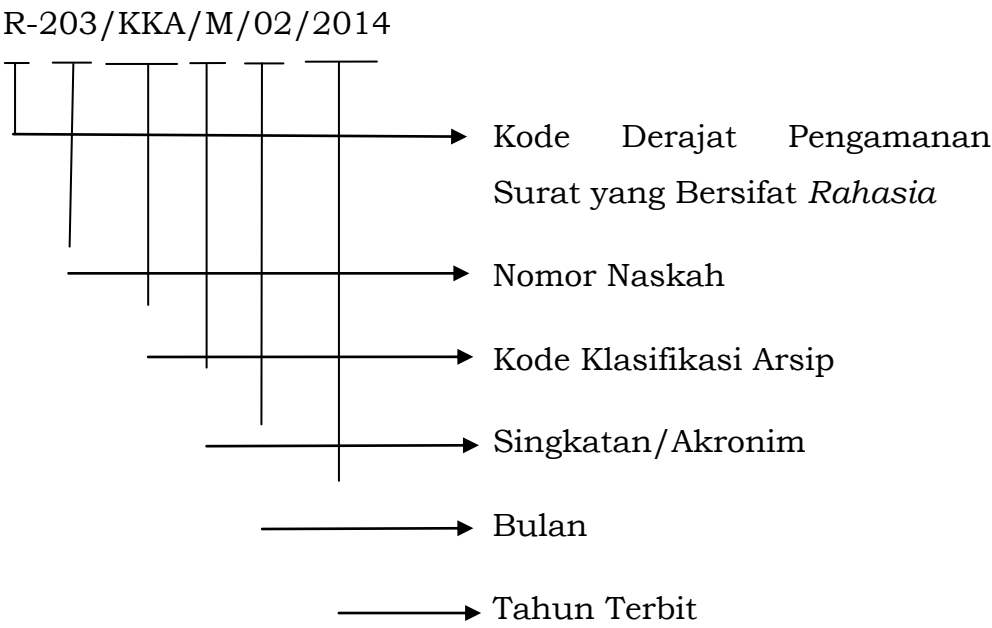 R-203/KKA/M/02/2014
Kode Derajat Pengamanan
Surat yang Bersifat Rahasia
Nomor Naskah
Kode Klasifikasi Arsip
Singkatan/Akronim
Bulan
Tahun Terbit